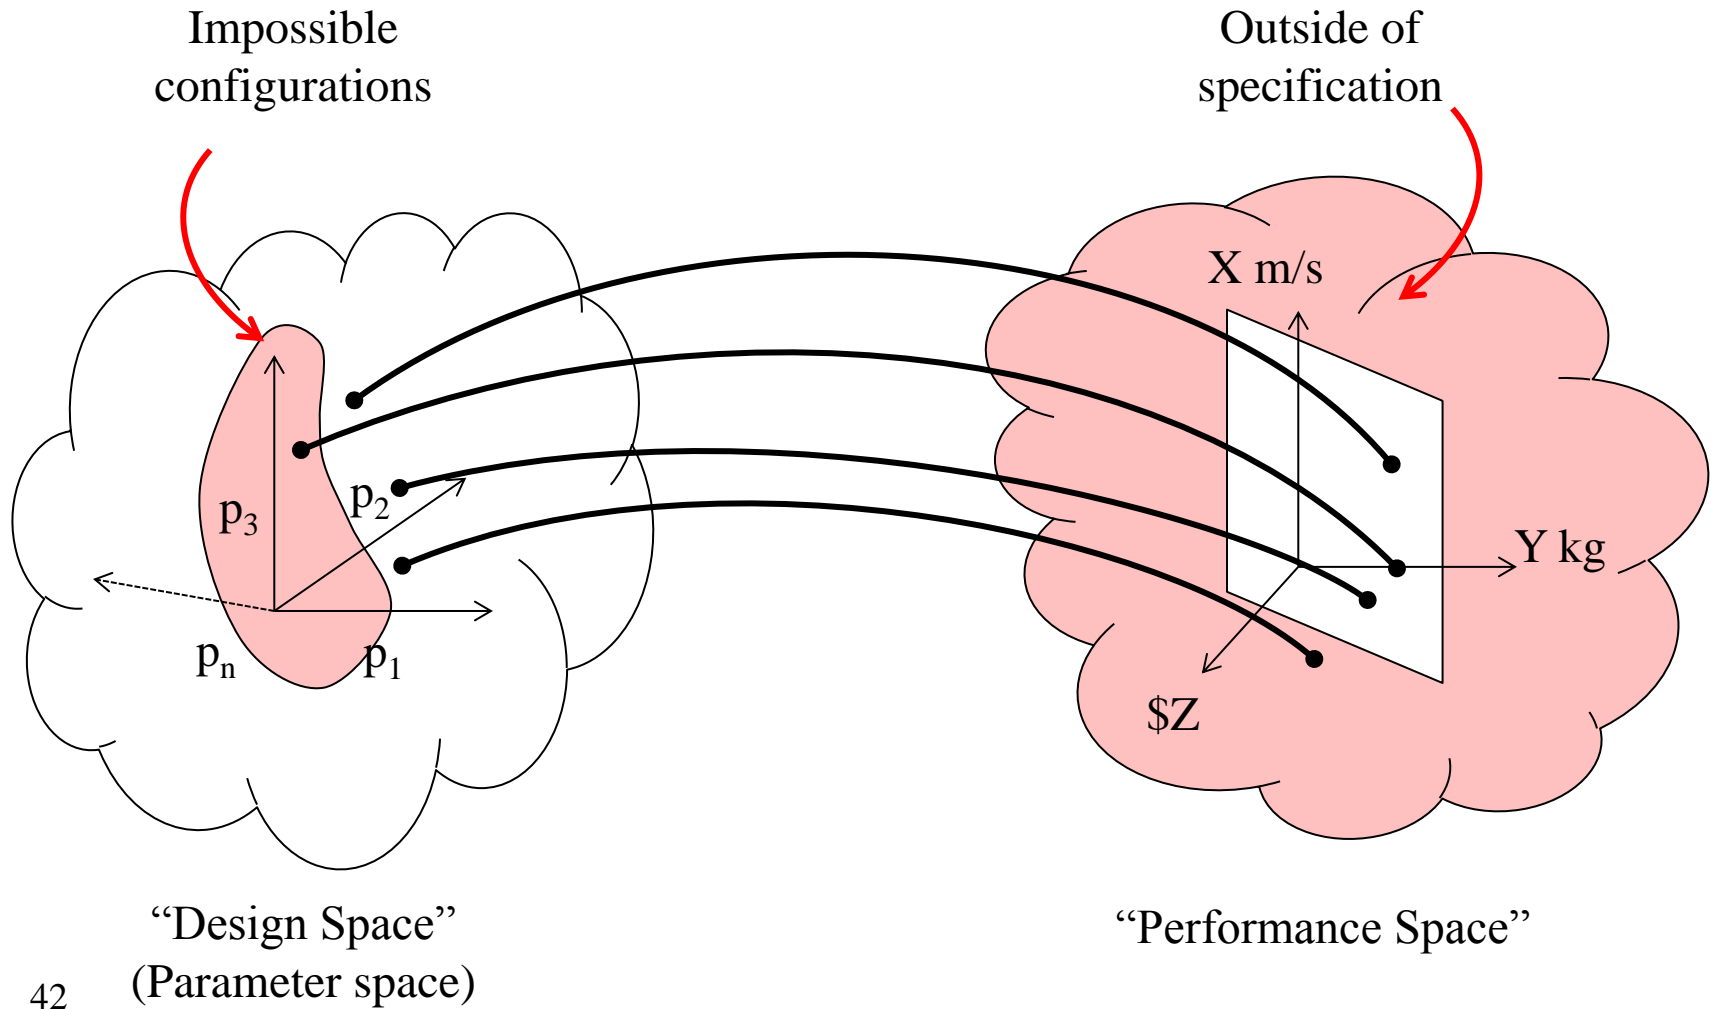 Impossible
configurations
Outside of
specification
X m/s
p₂
p₃
Y kg
pₙ
p₁
$Z
“Design Space”
(Parameter space)
“Performance Space”
42